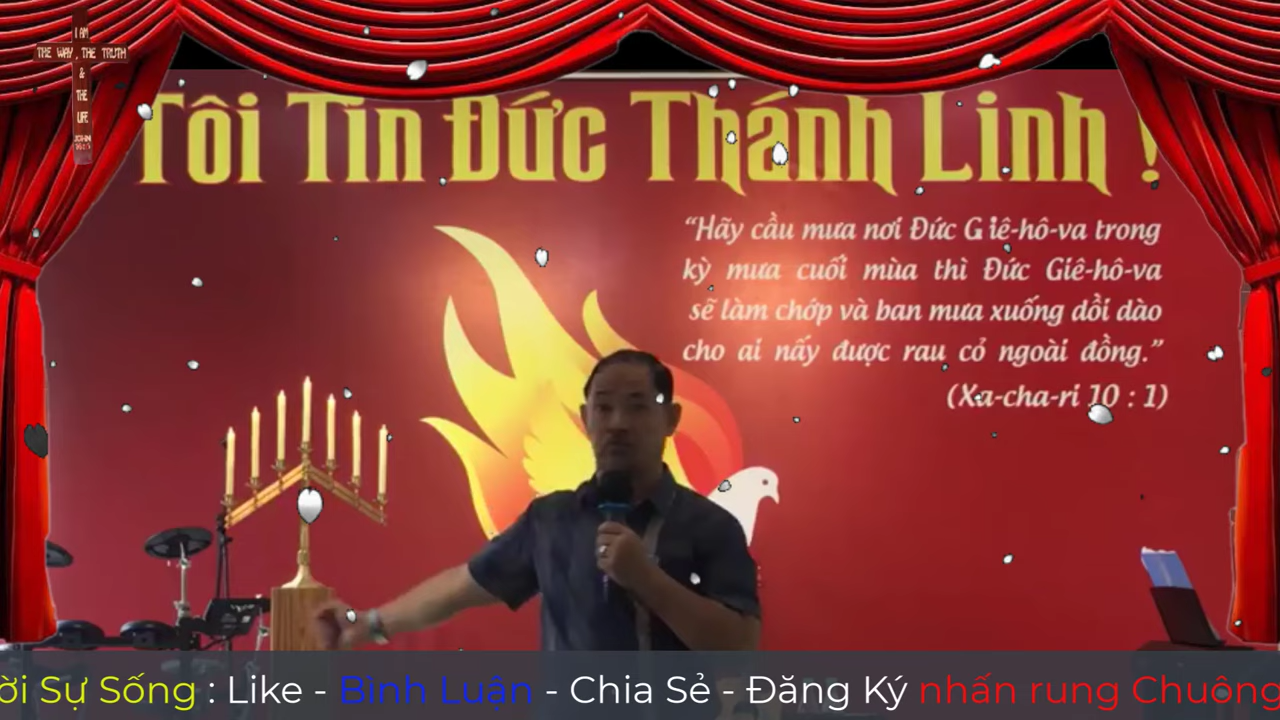 I AM
THE WAY, THE TRUTH
&
THE
LIFE
JOHN
Tôi Tin Đức Thánh Linh !
“Hãy cầu mưa nơi Đức Giê-hô-va trong
kỳ mưa cuối mùa thì Đức Giê-hô-va
sẽ làm chớp và ban mưa xuống dồi dào
cho ai nấy được rau cỏ ngoài đồng.”
(Xa-cha-ri 10 : 1)
ời Sự Sống : Like - Bình Luận - Chia Sẻ - Đăng Ký nhấn rung Chuông